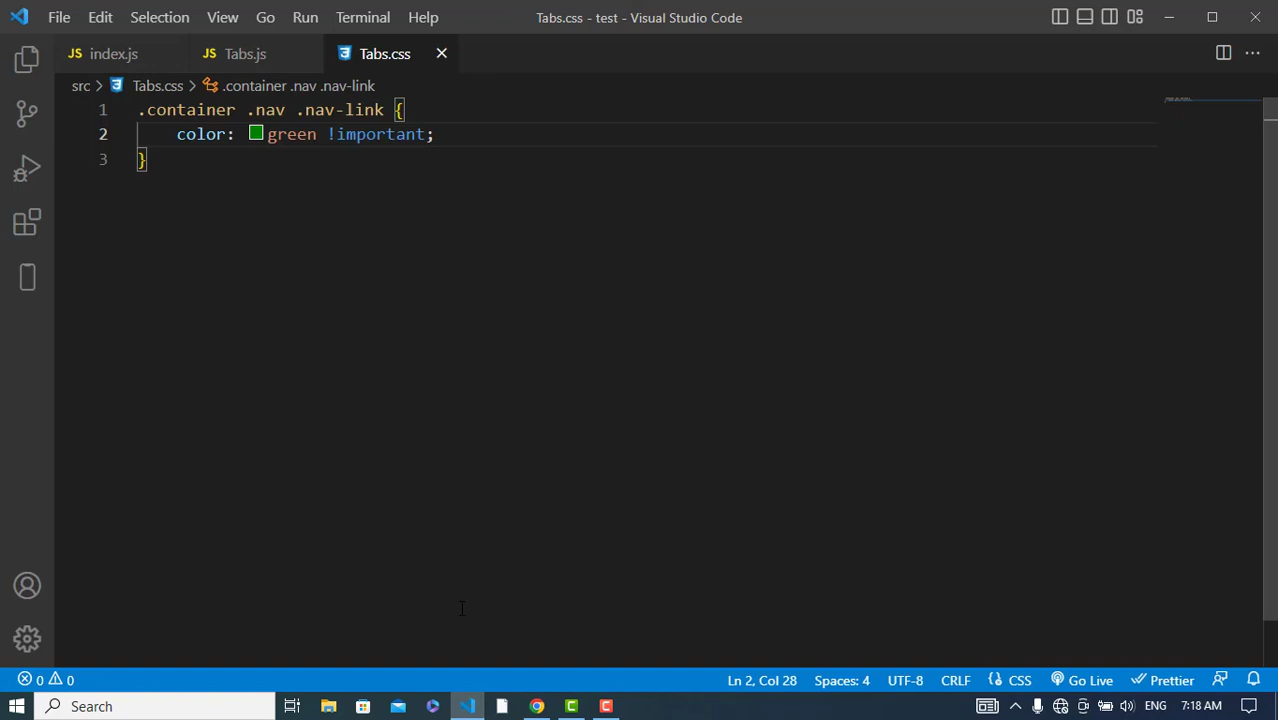 File Edit Selection View Go Run Terminal Help Tabs.css - test - Visual Studio Code
JS index.js JS Tabs.js Tabs.css
src > Tabs.css > .container .nav .nav-link
1 .container .nav .nav-link {
2 color: green !important;
3 }
0 0 Ln 2, Col 28 Spaces: 4 UTF-8 CRLF CSS Go Live Prettier
Search ENG 7:18 AM